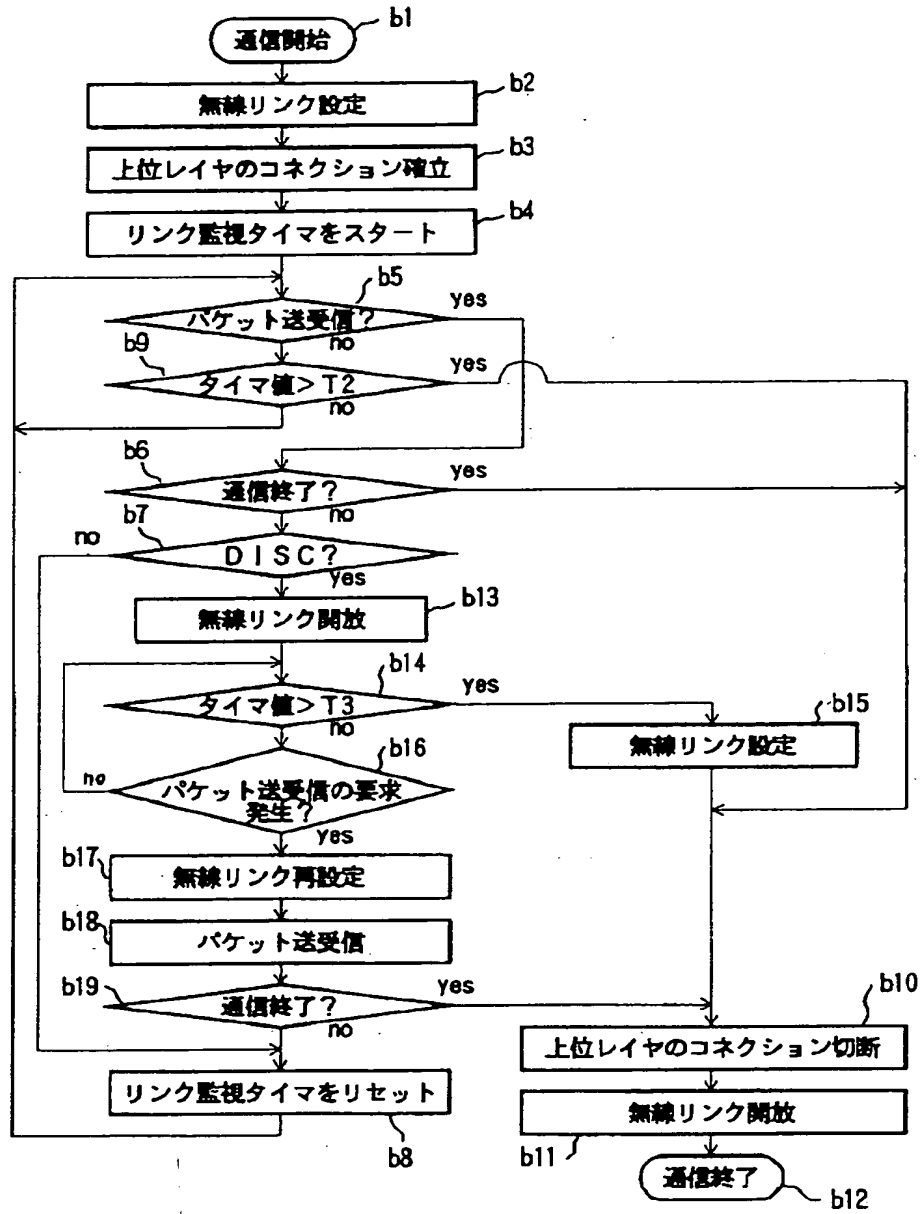 通信開始
b1
無線リンク設定
b2
上位レイヤのコネクション確立
b3
リンク監視タイマをスタート
b4
パケット送受信?
b5
yes
no
b9
タイマ値>T2
yes
no
b6
通信終了?
yes
no
b7
no
DISC?
yes
無線リンク開放
b13
タイマ値>T3
b14
yes
no
無線リンク設定
b15
パケット送受信の要求
発生?
b16
no
yes
b17
無線リンク再設定
b18
パケット送受信
b19
通信終了?
yes
no
b10
上位レイヤのコネクション切断
リンク監視タイマをリセット
b8
無線リンク開放
b11
通信終了
b12